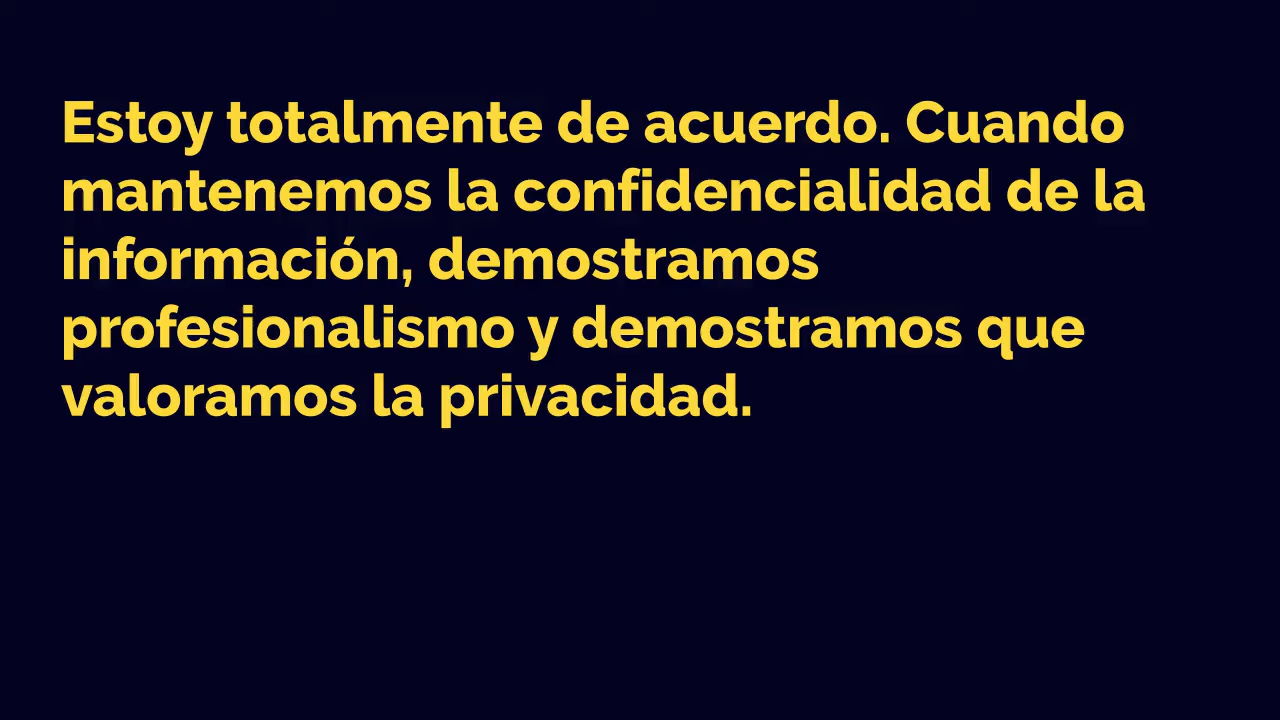 Estoy totalmente de acuerdo. Cuando
mantenemos la confidencialidad de la
información, demostramos
profesionalismo y demostramos que
valoramos la privacidad.